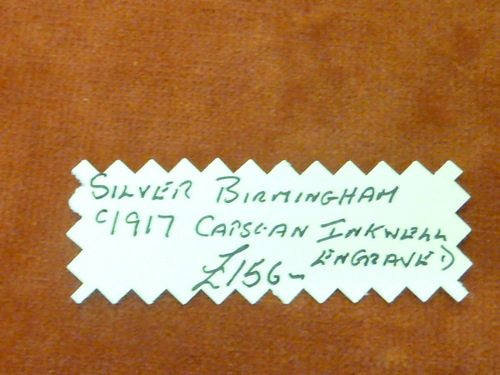 SILVER BIRMINGHAM
C1917 CAPSTAN INKWELL
ENGRAVED
£156-